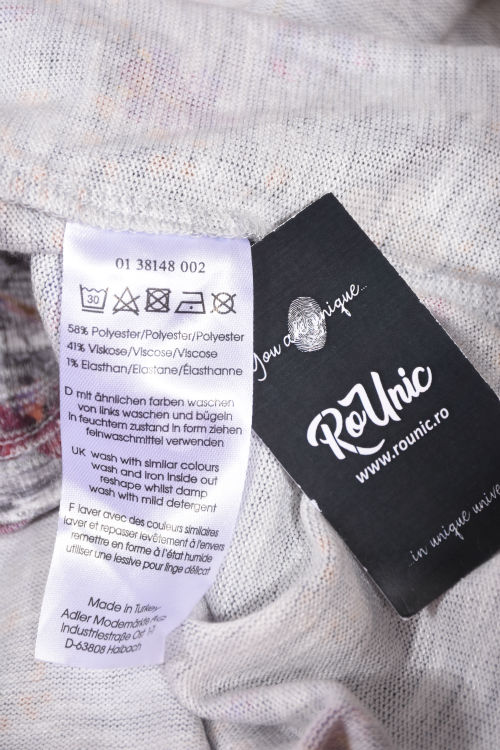 01 38148 002
30
58% Polyester/Polyester/Polyester
41% Viskose/Viscose/Viscose
1% Elasthan/Elastane/Élasthanne
D mit ähnlichen farben waschen
von links waschen und bügeln
in feuchtem zustand in form ziehen
feinwaschmittel verwenden
UK wash with similar colours
wash and iron inside out
reshape whilst damp
wash with mild detergent
F laver avec des couleurs similaires
laver et repasser levêtement à l'envers
remettre en forme à l'état humide
utiliser une lessive pour linge délicat
Made in Turkey
Adler Modemärkte
Industriestraße Ost
D-63808 Haibach
You are unique...
RoUnic
www.rounic.ro
...in unique